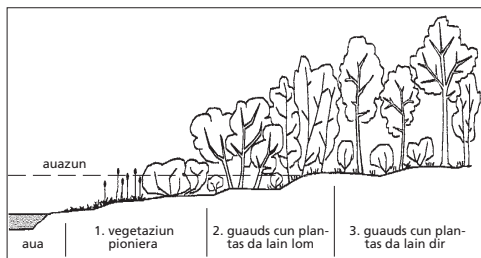 auazun
aua
1. vegetaziun
pioniera
2. guauds cun plan-
tas da lain lom
3. guauds cun plan-
tas da lain dir